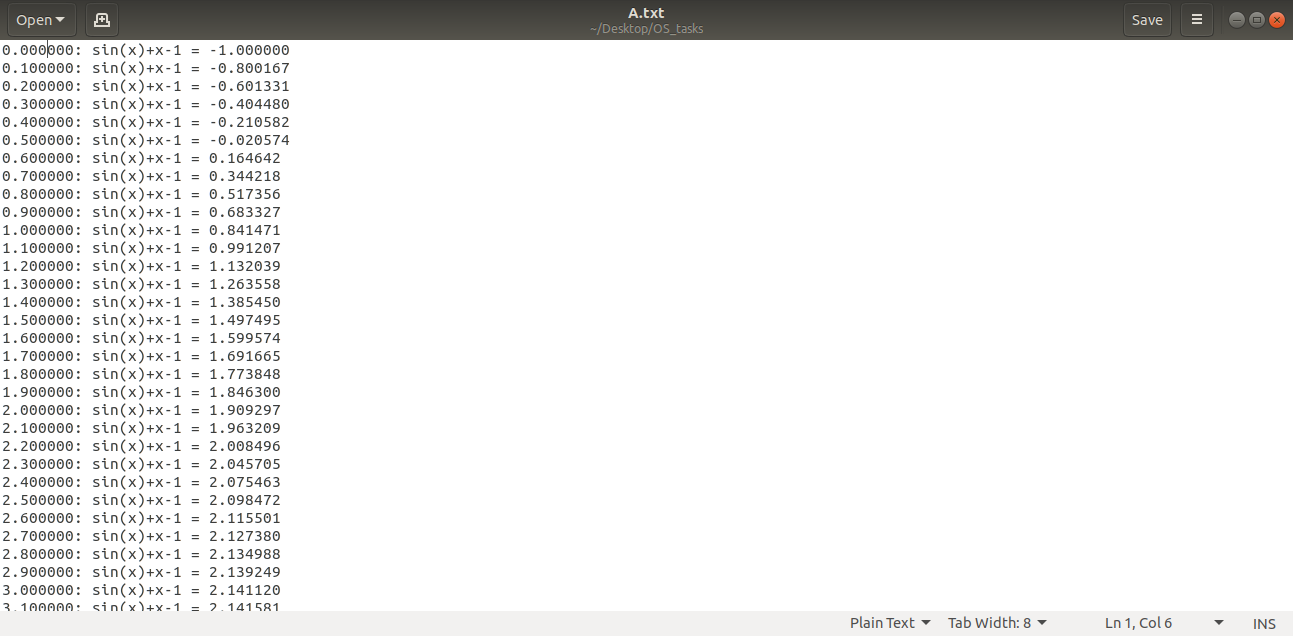 Open
A.txt
~/Desktop/OS_tasks
Save
0.000000: sin(x)+x-1 = -1.000000
0.100000: sin(x)+x-1 = -0.800167
0.200000: sin(x)+x-1 = -0.601331
0.300000: sin(x)+x-1 = -0.404480
0.400000: sin(x)+x-1 = -0.210582
0.500000: sin(x)+x-1 = -0.020574
0.600000: sin(x)+x-1 = 0.164642
0.700000: sin(x)+x-1 = 0.344218
0.800000: sin(x)+x-1 = 0.517356
0.900000: sin(x)+x-1 = 0.683327
1.000000: sin(x)+x-1 = 0.841471
1.100000: sin(x)+x-1 = 0.991207
1.200000: sin(x)+x-1 = 1.132039
1.300000: sin(x)+x-1 = 1.263558
1.400000: sin(x)+x-1 = 1.385450
1.500000: sin(x)+x-1 = 1.497495
1.600000: sin(x)+x-1 = 1.599574
1.700000: sin(x)+x-1 = 1.691665
1.800000: sin(x)+x-1 = 1.773848
1.900000: sin(x)+x-1 = 1.846300
2.000000: sin(x)+x-1 = 1.909297
2.100000: sin(x)+x-1 = 1.963209
2.200000: sin(x)+x-1 = 2.008496
2.300000: sin(x)+x-1 = 2.045705
2.400000: sin(x)+x-1 = 2.075463
2.500000: sin(x)+x-1 = 2.098472
2.600000: sin(x)+x-1 = 2.115501
2.700000: sin(x)+x-1 = 2.127380
2.800000: sin(x)+x-1 = 2.134988
2.900000: sin(x)+x-1 = 2.139249
3.000000: sin(x)+x-1 = 2.141120
3.100000: sin(x)+x-1 = 2.141581
Plain Text
Tab Width: 8
Ln 1, Col 6
INS